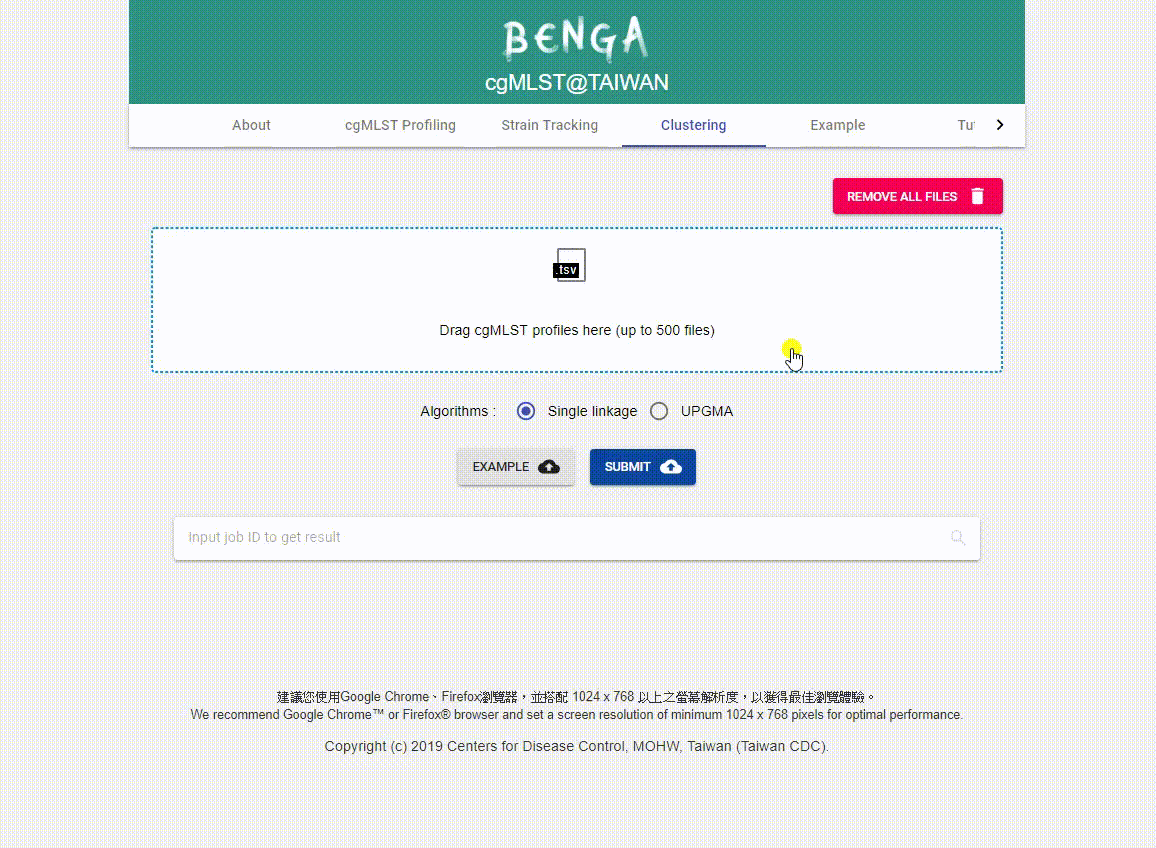 BENGA
cgMLST@TAIWAN
About cgMLST Profiling Strain Tracking Clustering Example Tu
REMOVE ALL FILES
.tsv
Drag cgMLST profiles here (up to 500 files)
Algorithms : Single linkage UPGMA
EXAMPLE SUBMIT
Input job ID to get result
建議您使用Google Chrome、Firefox瀏覽器，並搭配 1024 x 768 以上之螢幕解析度，以獲得最佳瀏覽體驗。
We recommend Google Chrome™ or Firefox® browser and set a screen resolution of minimum 1024 x 768 pixels for optimal performance.
Copyright (c) 2019 Centers for Disease Control, MOHW, Taiwan (Taiwan CDC).